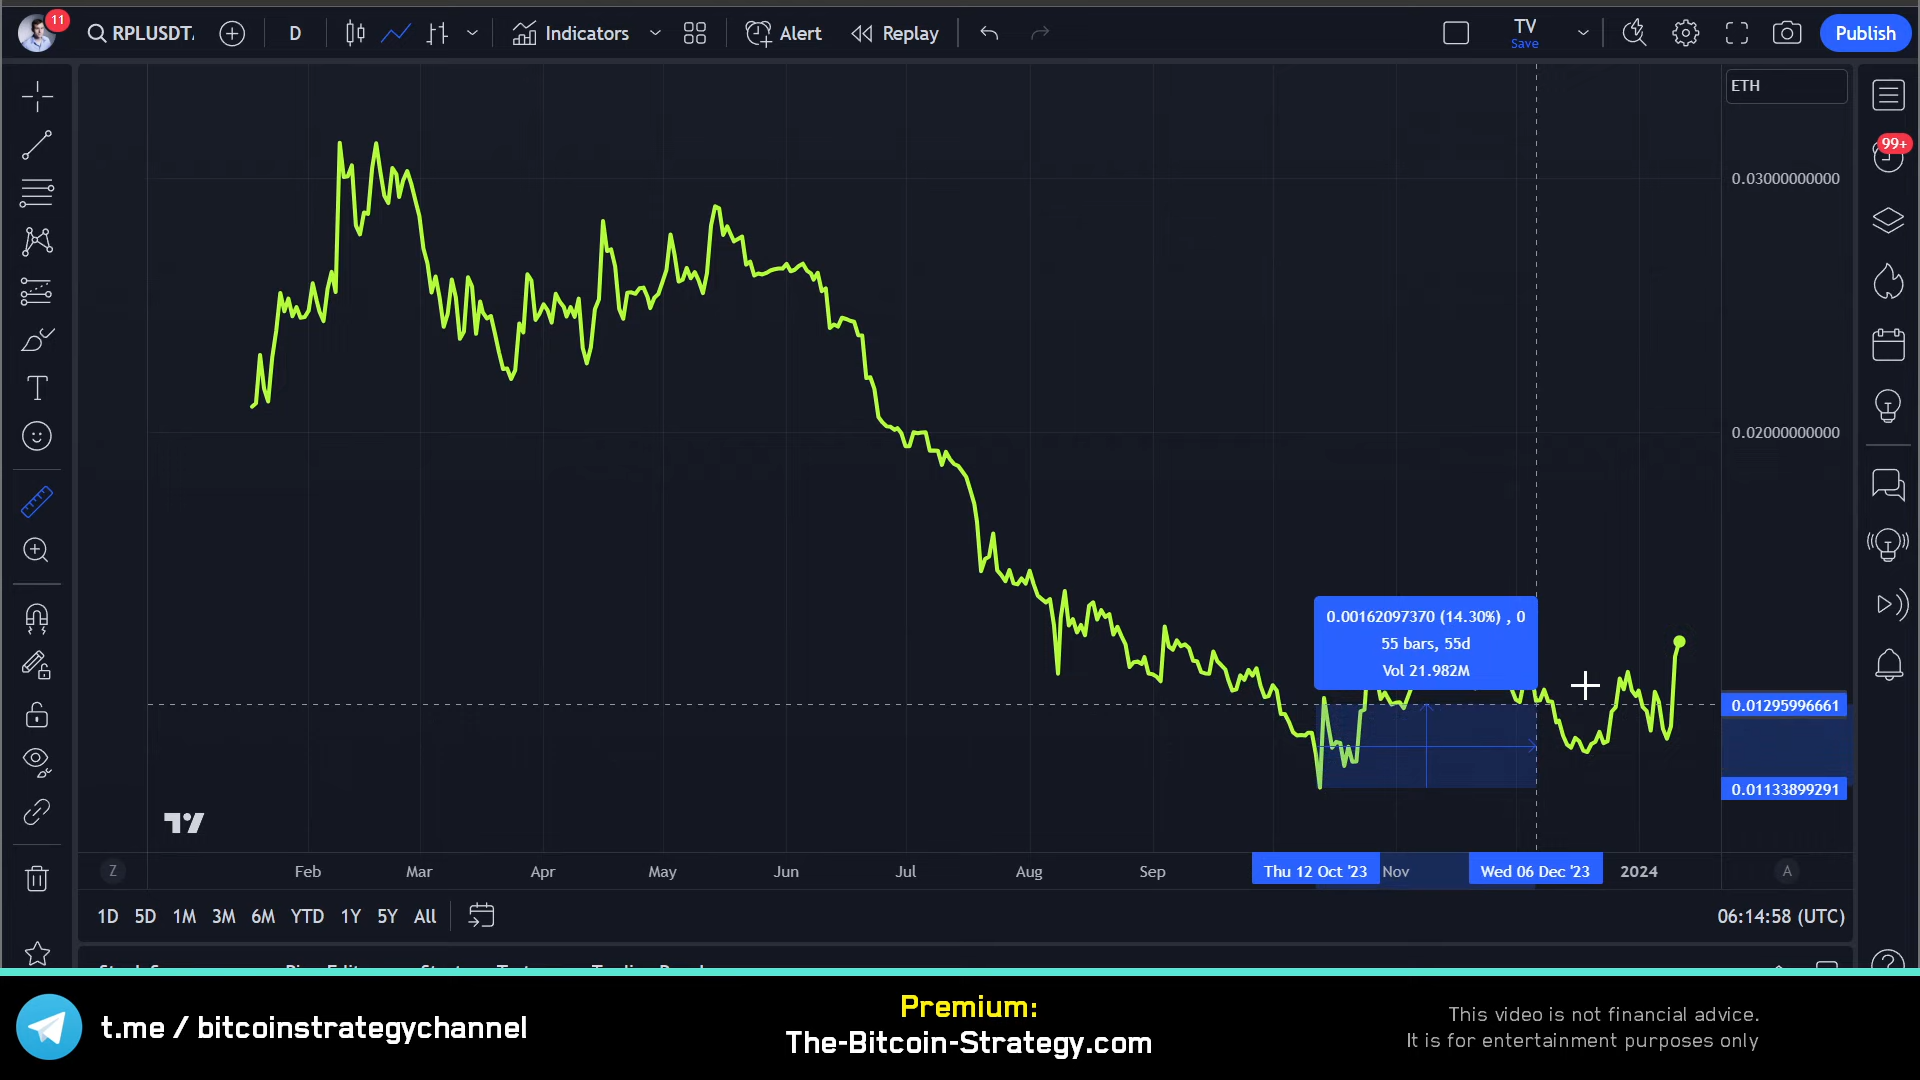 11
RPLUSDT
D
Indicators
Alert
Replay
TV
Save
Publish
ETH
99+
0.03000000000
0.02000000000
0.00162097370 (14.30%) , 0
55 bars, 55d
Vol 21.982M
0.01295996661
0.01133899291
Z
Feb
Mar
Apr
May
Jun
Jul
Aug
Sep
Thu 12 Oct '23
Nov
Wed 06 Dec '23
2024
A
1D 5D 1M 3M 6M YTD 1Y 5Y All
06:14:58 (UTC)
t.me / bitcoinstrategychannel
Premium:
The-Bitcoin-Strategy.com
This video is not financial advice.
It is for entertainment purposes only